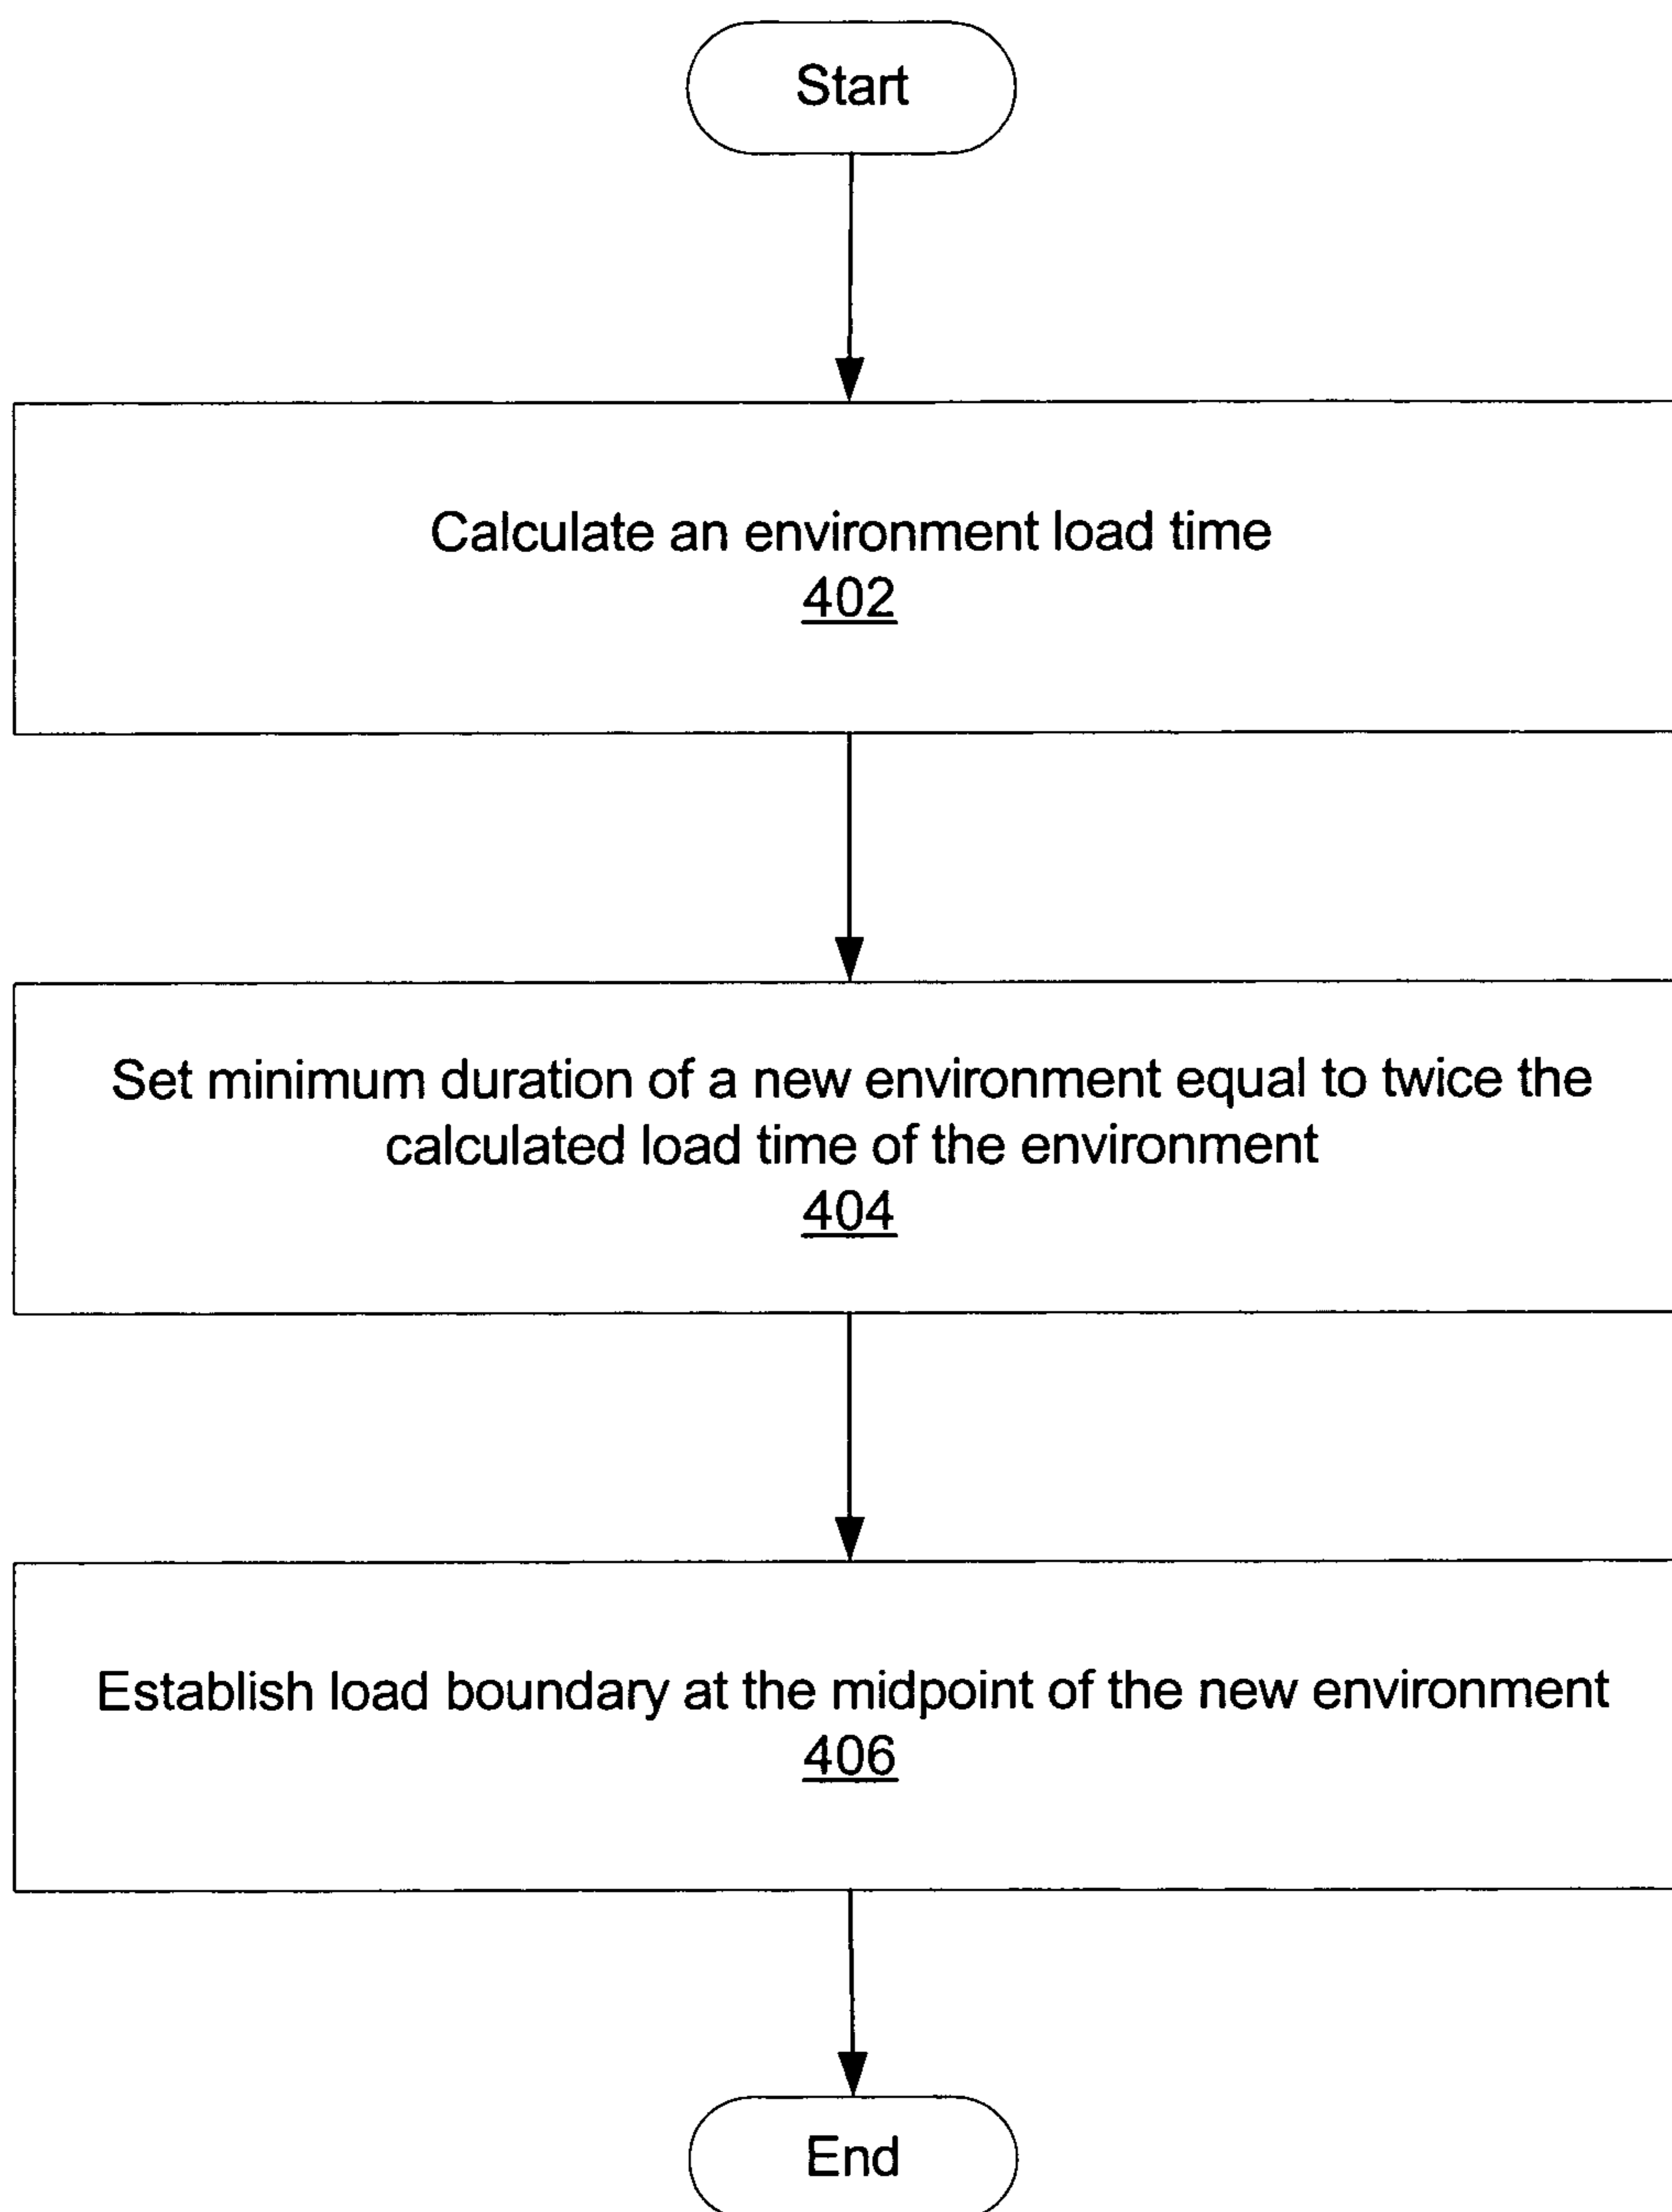 Start
Calculate an environment load time
402
Set minimum duration of a new environment equal to twice the
calculated load time of the environment
404
Establish load boundary at the midpoint of the new environment
406
End